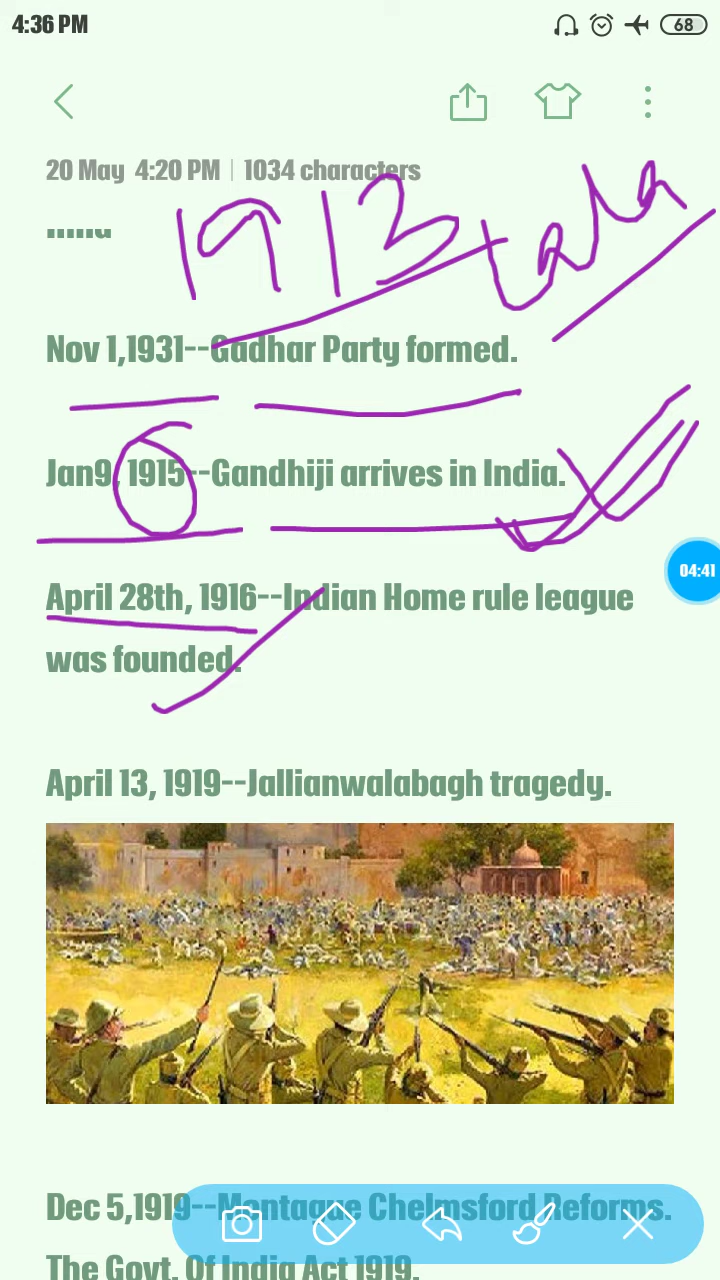 4:36 PM
68
20 May 4:20 PM | 1034 characters
1913
Nov 1,1931--Gadhar Party formed.
Jan9, 1915--Gandhiji arrives in India.
04:41
April 28th, 1916--Indian Home rule league
was founded.
April 13, 1919--Jallianwalabagh tragedy.
Dec 5,1919--Montague Chelmsford Reforms.
The Govt. Of India Act 1919.